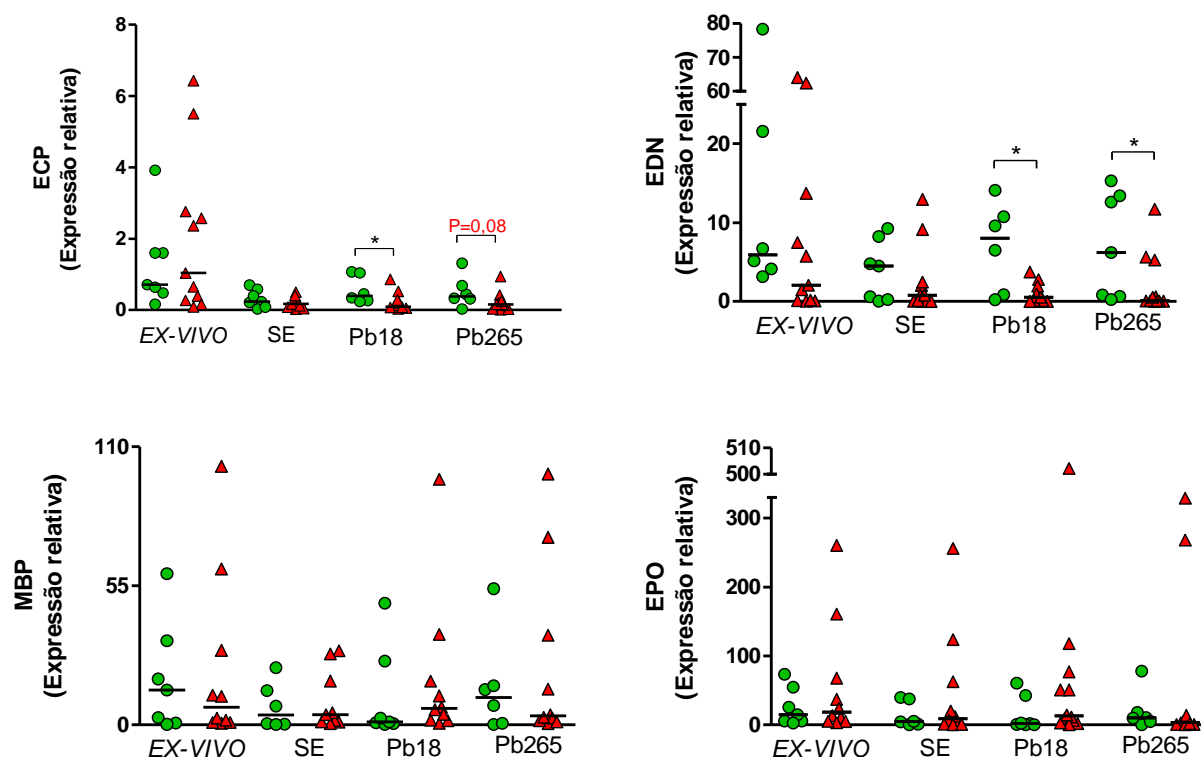 8
6
4
2
0
ECP
(Expressão relativa)
*
P=0,08
EX-VIVO
SE
Pb18
Pb265
80
70
60
20
10
0
EDN
(Expressão relativa)
*
*
EX-VIVO
SE
Pb18
Pb265
110
55
0
MBP
(Expressão relativa)
EX-VIVO
SE
Pb18
Pb265
510
500
300
200
100
0
EPO
(Expressão relativa)
EX-VIVO
SE
Pb18
Pb265